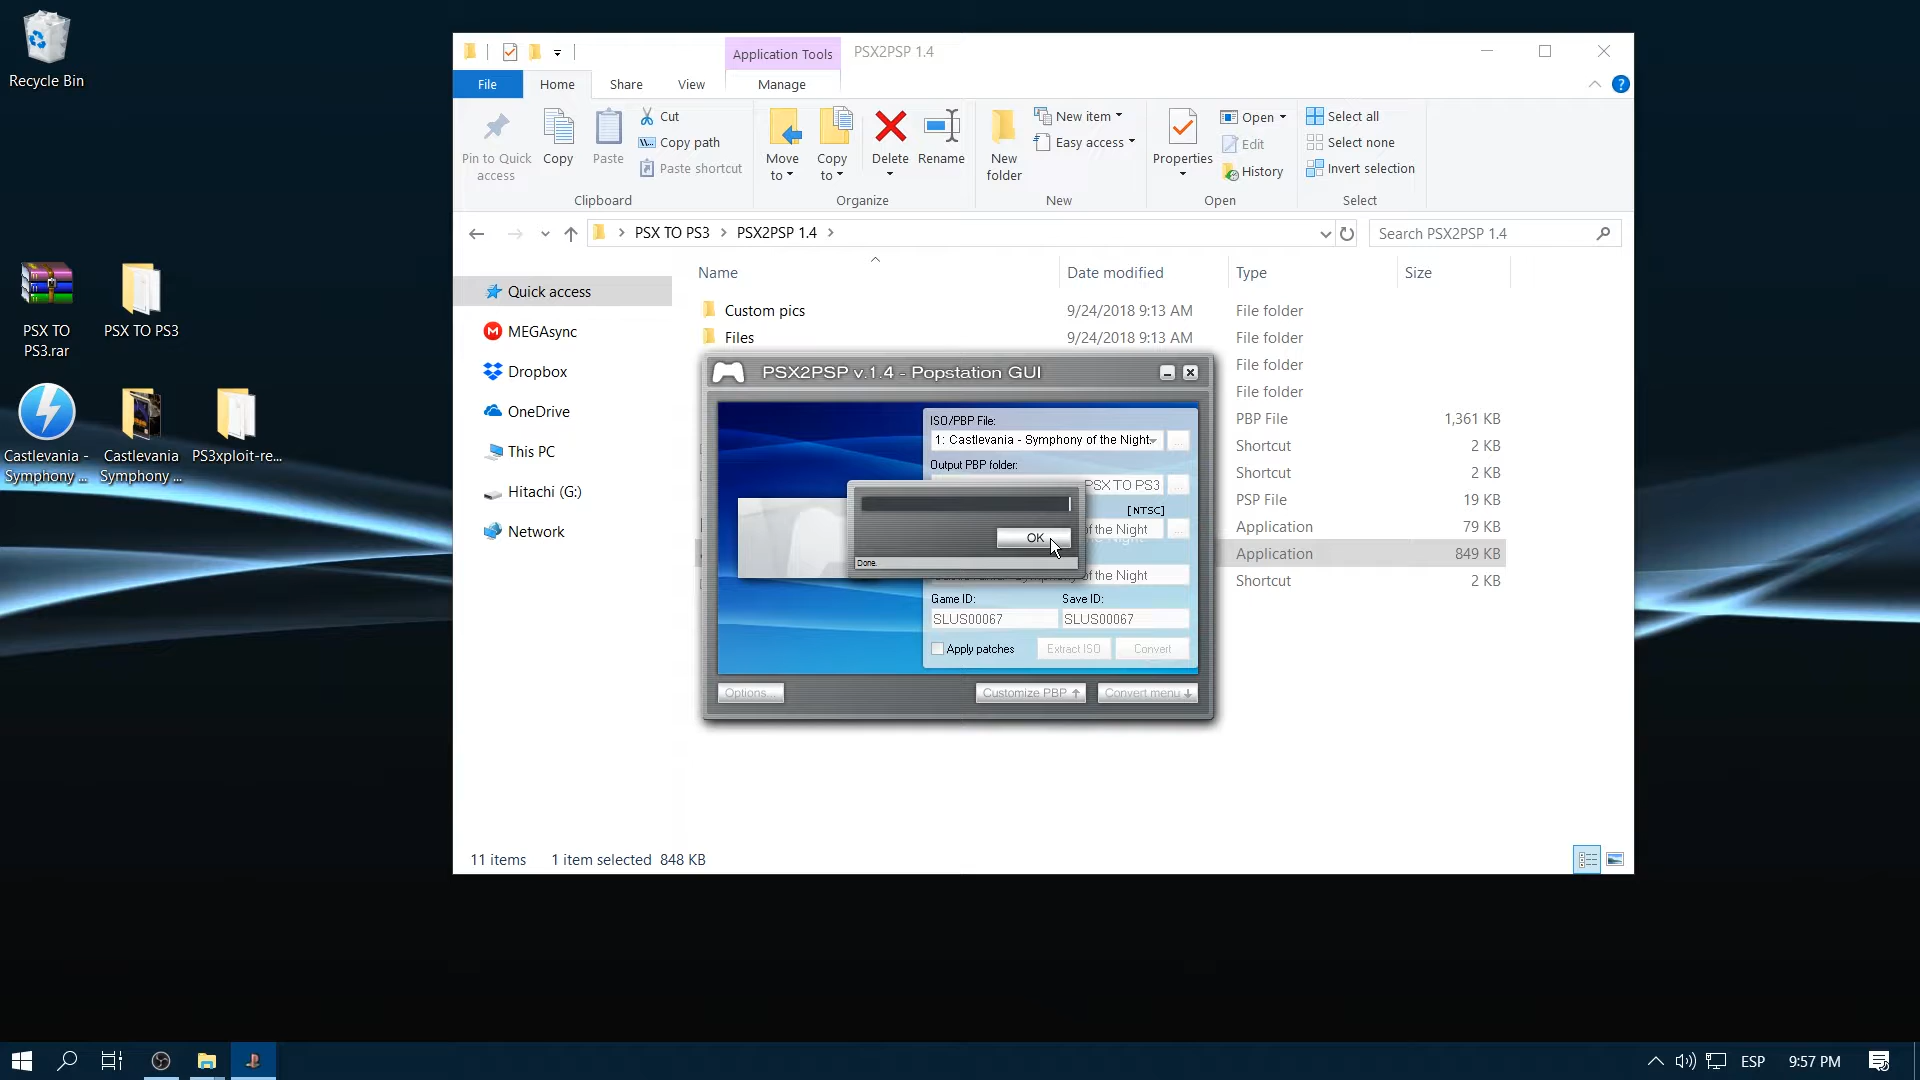 Recycle Bin
PSX TO
PS3.rar
PSX TO PS3
Castlevania -
Symphony ...
Castlevania
Symphony ...
PS3xploit-re...
Application Tools
PSX2PSP 1.4
File
Home
Share
View
Manage
Pin to Quick
access
Copy
Paste
Cut
Copy path
Paste shortcut
Clipboard
Move
to
Copy
to
Delete
Rename
Organize
New
folder
New item
Easy access
New
Properties
Open
Edit
History
Open
Select all
Select none
Invert selection
Select
PSX TO PS3 > PSX2PSP 1.4 >
Search PSX2PSP 1.4
Quick access
MEGAsync
Dropbox
OneDrive
This PC
Hitachi (G:)
Network
Name Date modified Type Size
Custom pics 9/24/2018 9:13 AM File folder
Files 9/24/2018 9:13 AM File folder
File folder
File folder
PBP File 1,361 KB
Shortcut 2 KB
Shortcut 2 KB
PSP File 19 KB
Application 79 KB
Application 849 KB
Shortcut 2 KB
PSX2PSP v.1.4 - Popstation GUI
ISO/PBP File:
1: Castlevania - Symphony of the Night
...
Output PBP folder:
PSX TO PS3
...
[NTSC]
of the Night
...
OK
Done.
of the Night
Game ID:
Save ID:
SLUS00067
SLUS00067
Apply patches
Extract ISO
Convert
Options...
Customize PBP
Convert menu
11 items 1 item selected 848 KB
ESP
9:57 PM